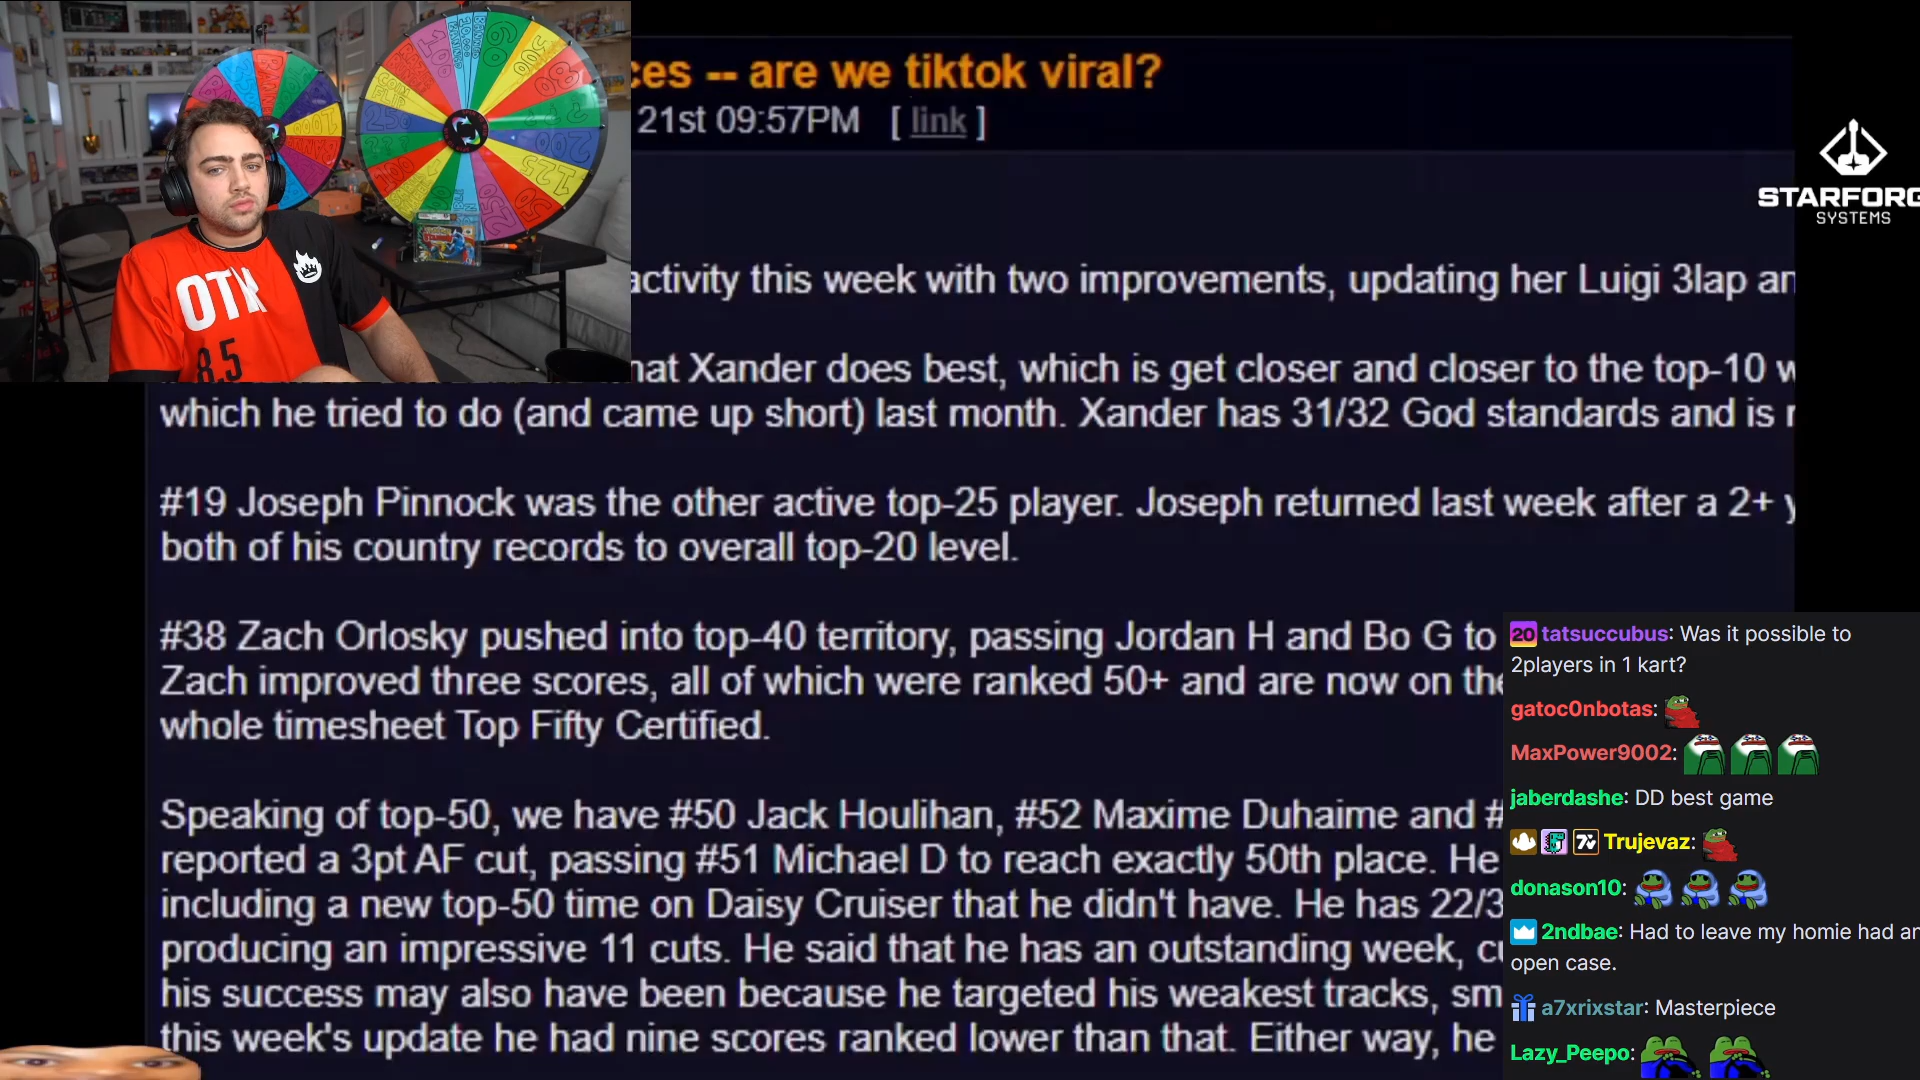 ces -- are we tiktok viral?
21st 09:57PM [ link ]
STARFORG
SYSTEMS
OTK
8.5
activity this week with two improvements, updating her Luigi 3lap an
hat Xander does best, which is get closer and closer to the top-10 w
which he tried to do (and came up short) last month. Xander has 31/32 God standards and is
#19 Joseph Pinnock was the other active top-25 player. Joseph returned last week after a 2+ y
both of his country records to overall top-20 level.
#38 Zach Orlosky pushed into top-40 territory, passing Jordan H and Bo G to
Zach improved three scores, all of which were ranked 50+ and are now on the
whole timesheet Top Fifty Certified.
Speaking of top-50, we have #50 Jack Houlihan, #52 Maxime Duhaime and #
reported a 3pt AF cut, passing #51 Michael D to reach exactly 50th place. He
including a new top-50 time on Daisy Cruiser that he didn't have. He has 22/3
producing an impressive 11 cuts. He said that he has an outstanding week, cu
his success may also have been because he targeted his weakest tracks, sm
this week's update he had nine scores ranked lower than that. Either way, he
20 tatsuccubus: Was it possible to
2players in 1 kart?
gatoc0nbotas:
MaxPower9002:
jaberdashe: DD best game
Trujevaz:
donason10:
2ndbae: Had to leave my homie had an
open case.
a7xrixstar: Masterpiece
Lazy_Peepo: